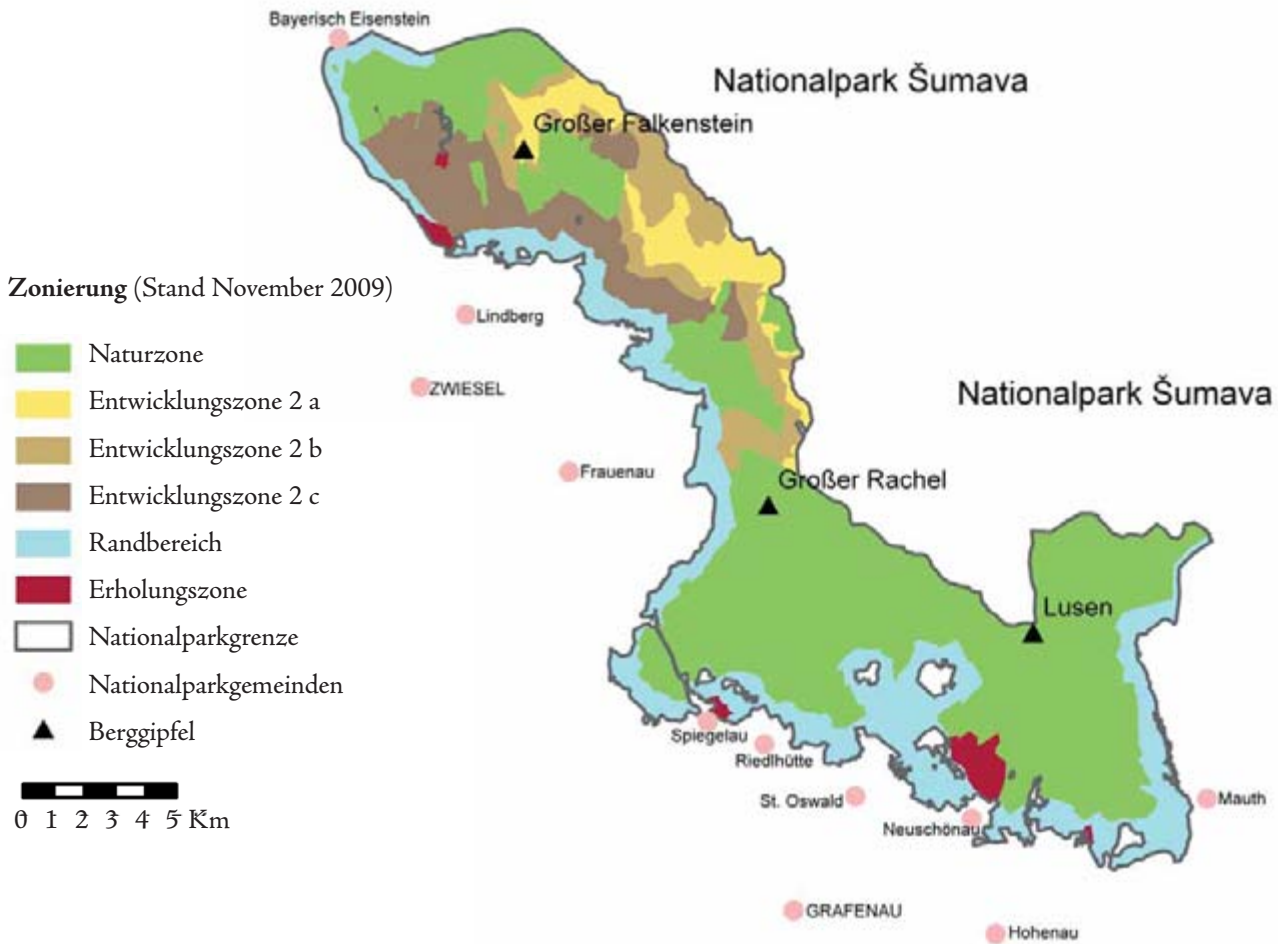 Bayerisch Eisenstein
Nationalpark Šumava
Großer Falkenstein
Zonierung (Stand November 2009)
Naturzone
Entwicklungszone 2 a
Entwicklungszone 2 b
Entwicklungszone 2 c
Randbereich
Erholungszone
Nationalparkgrenze
Nationalparkgemeinden
Berggipfel
0 1 2 3 4 5 Km
Lindberg
ZWIESEL
Nationalpark Šumava
Frauenau
Großer Rachel
Lusen
Spiegelau
Riedlhütte
St. Oswald
Mauth
Neuschönau
GRAFENAU
Hohenau